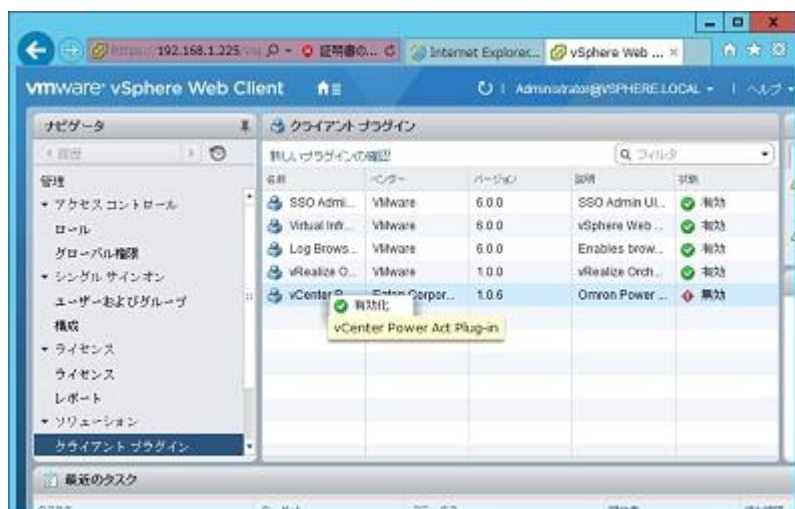 https://192.168.1.225 証明書の... Internet Explorer... vSphere Web ... ×
vmware® vSphere Web Client Administrator@VSPHERE.LOCAL ヘルプ
ナビゲータ
履歴
管理
アクセス コントロール
ロール
グローバル権限
シングル サインオン
ユーザーおよびグループ
構成
ライセンス
ライセンス
レポート
ソリューション
クライアント プラグイン
クライアント プラグイン
新しいプラグインの確認 フィルタ
名前 ベンダー バージョン 説明 状態
SSO Admi... VMware 6.0.0 SSO Admin UI... 有効
Virtual Infr... VMware 6.0.0 vSphere Web ... 有効
Log Brows... VMware 6.0.0 Enables brow... 有効
vRealize O... VMware 1.0.0 vRealize Orch... 有効
vCenter P... Eaton Corpor... 1.0.6 Omron Power ... 無効
有効化
vCenter Power Act Plug-in
最近のタスク